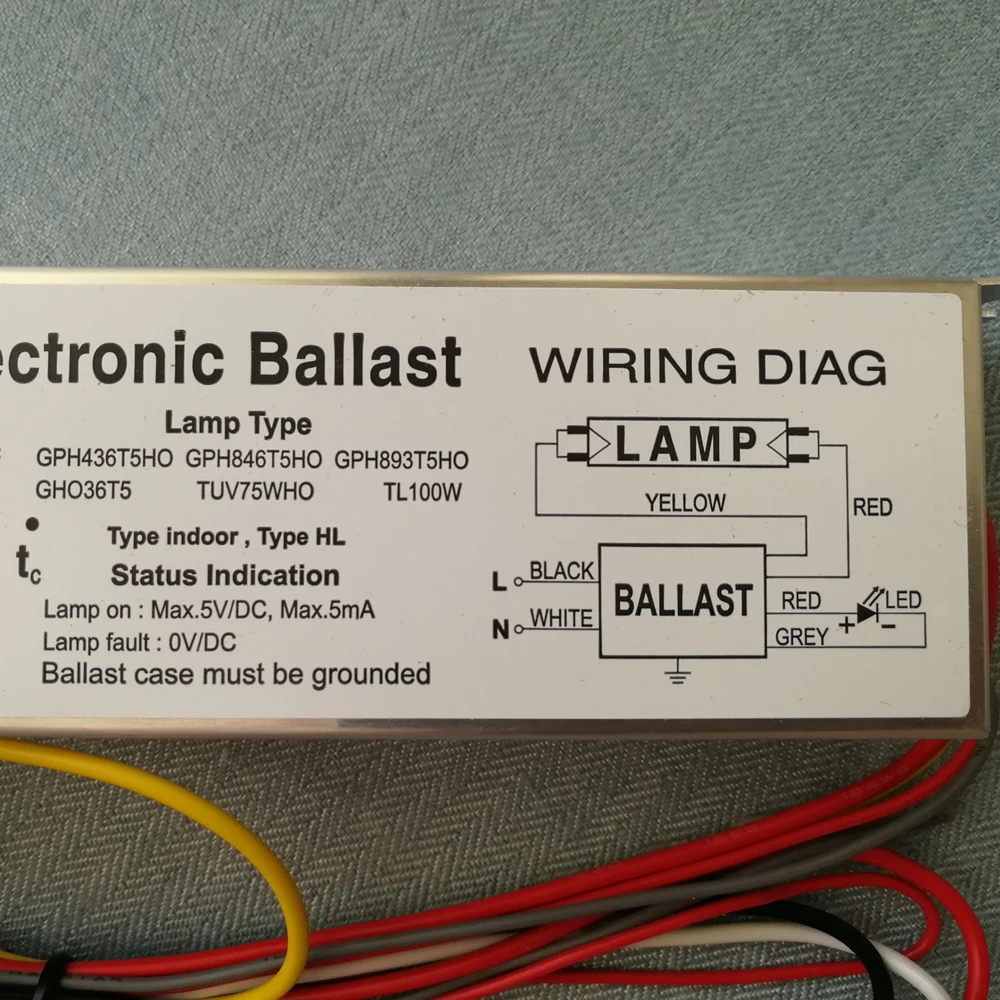 ectronic Ballast
Lamp Type
GPH436T5HO GPH846T5HO GPH893T5HO
GHO36T5 TUV75WHO TL100W
tc
Type indoor , Type HL
Status Indication
Lamp on : Max.5V/DC, Max.5mA
Lamp fault : 0V/DC
Ballast case must be grounded
WIRING DIAG
LAMP
YELLOW
RED
L BLACK
N WHITE
BALLAST
RED
LED
+ −
GREY